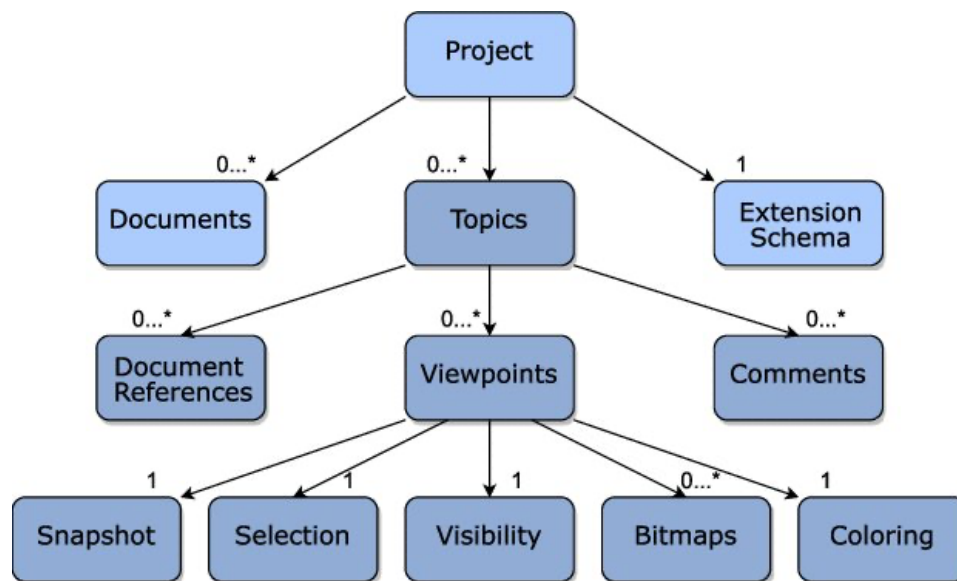 Project
0...*
0...*
1
Documents
Topics
Extension
Schema
0...*
0...*
0...*
Document
References
Viewpoints
Comments
1
1
1
0...*
1
Snapshot
Selection
Visibility
Bitmaps
Coloring